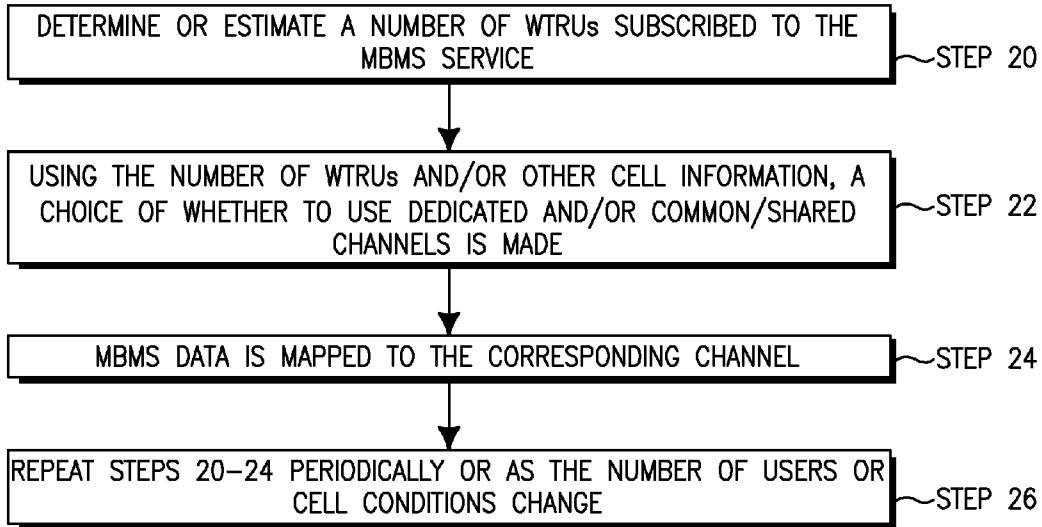 DETERMINE OR ESTIMATE A NUMBER OF WTRUs SUBSCRIBED TO THE
MBMS SERVICE
STEP 20
USING THE NUMBER OF WTRUs AND/OR OTHER CELL INFORMATION, A
CHOICE OF WHETHER TO USE DEDICATED AND/OR COMMON/SHARED
CHANNELS IS MADE
STEP 22
MBMS DATA IS MAPPED TO THE CORRESPONDING CHANNEL
STEP 24
REPEAT STEPS 20–24 PERIODICALLY OR AS THE NUMBER OF USERS OR
CELL CONDITIONS CHANGE
STEP 26